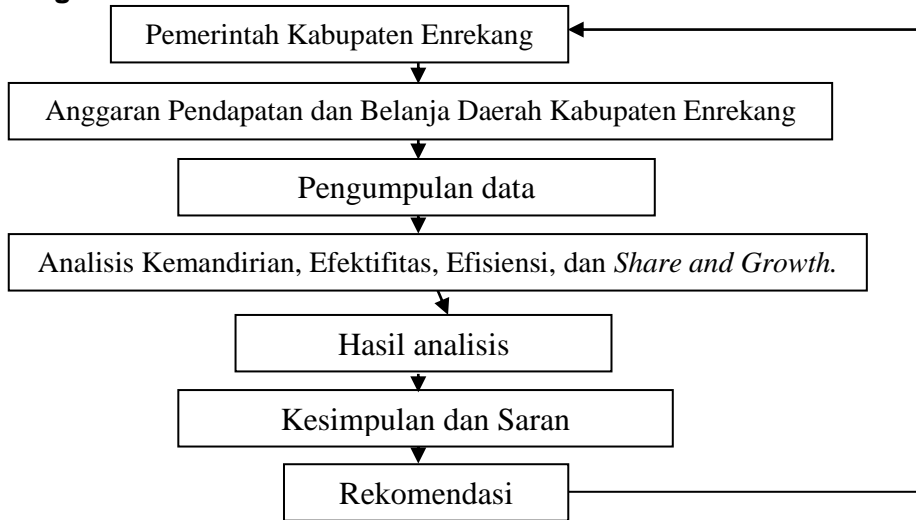 Pemerintah Kabupaten Enrekang
Anggaran Pendapatan dan Belanja Daerah Kabupaten Enrekang
Pengumpulan data
Analisis Kemandirian, Efektifitas, Efisiensi, dan Share and Growth.
Hasil analisis
Kesimpulan dan Saran
Rekomendasi